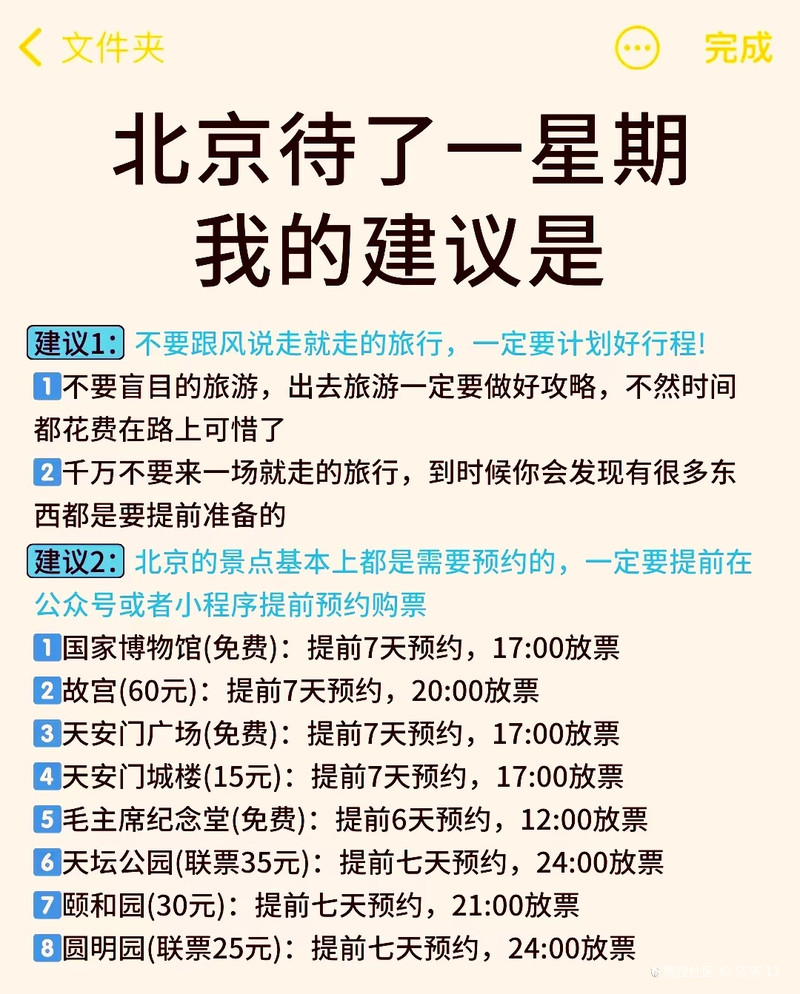 文件夹
完成
北京待了一星期
我的建议是
建议1: 不要跟风说走就走的旅行，一定要计划好行程!
1不要盲目的旅游，出去旅游一定要做好攻略，不然时间
都花费在路上可惜了
2千万不要来一场就走的旅行，到时候你会发现有很多东
西都是要提前准备的
建议2: 北京的景点基本上都是需要预约的，一定要提前在
公众号或者小程序提前预约购票
1国家博物馆(免费)：提前7天预约，17:00放票
2故宫(60元)：提前7天预约，20:00放票
3天安门广场(免费)：提前7天预约，17:00放票
4天安门城楼(15元)：提前7天预约，17:00放票
5毛主席纪念堂(免费)：提前6天预约，12:00放票
6天坛公园(联票35元)：提前七天预约，24:00放票
7颐和园(30元)：提前七天预约，21:00放票
8圆明园(联票25元)：提前七天预约，24:00放票